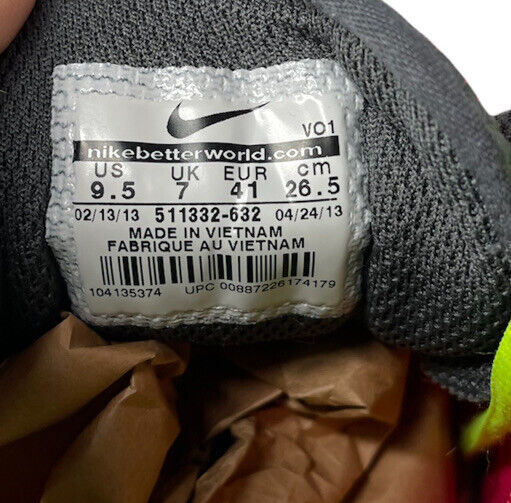 VO1
nikebetterworld.com
US UK EUR cm
9.5 7 41 26.5
02/13/13 511332-632 04/24/13
MADE IN VIETNAM
FABRIQUE AU VIETNAM
104135374 UPC 00887226174179